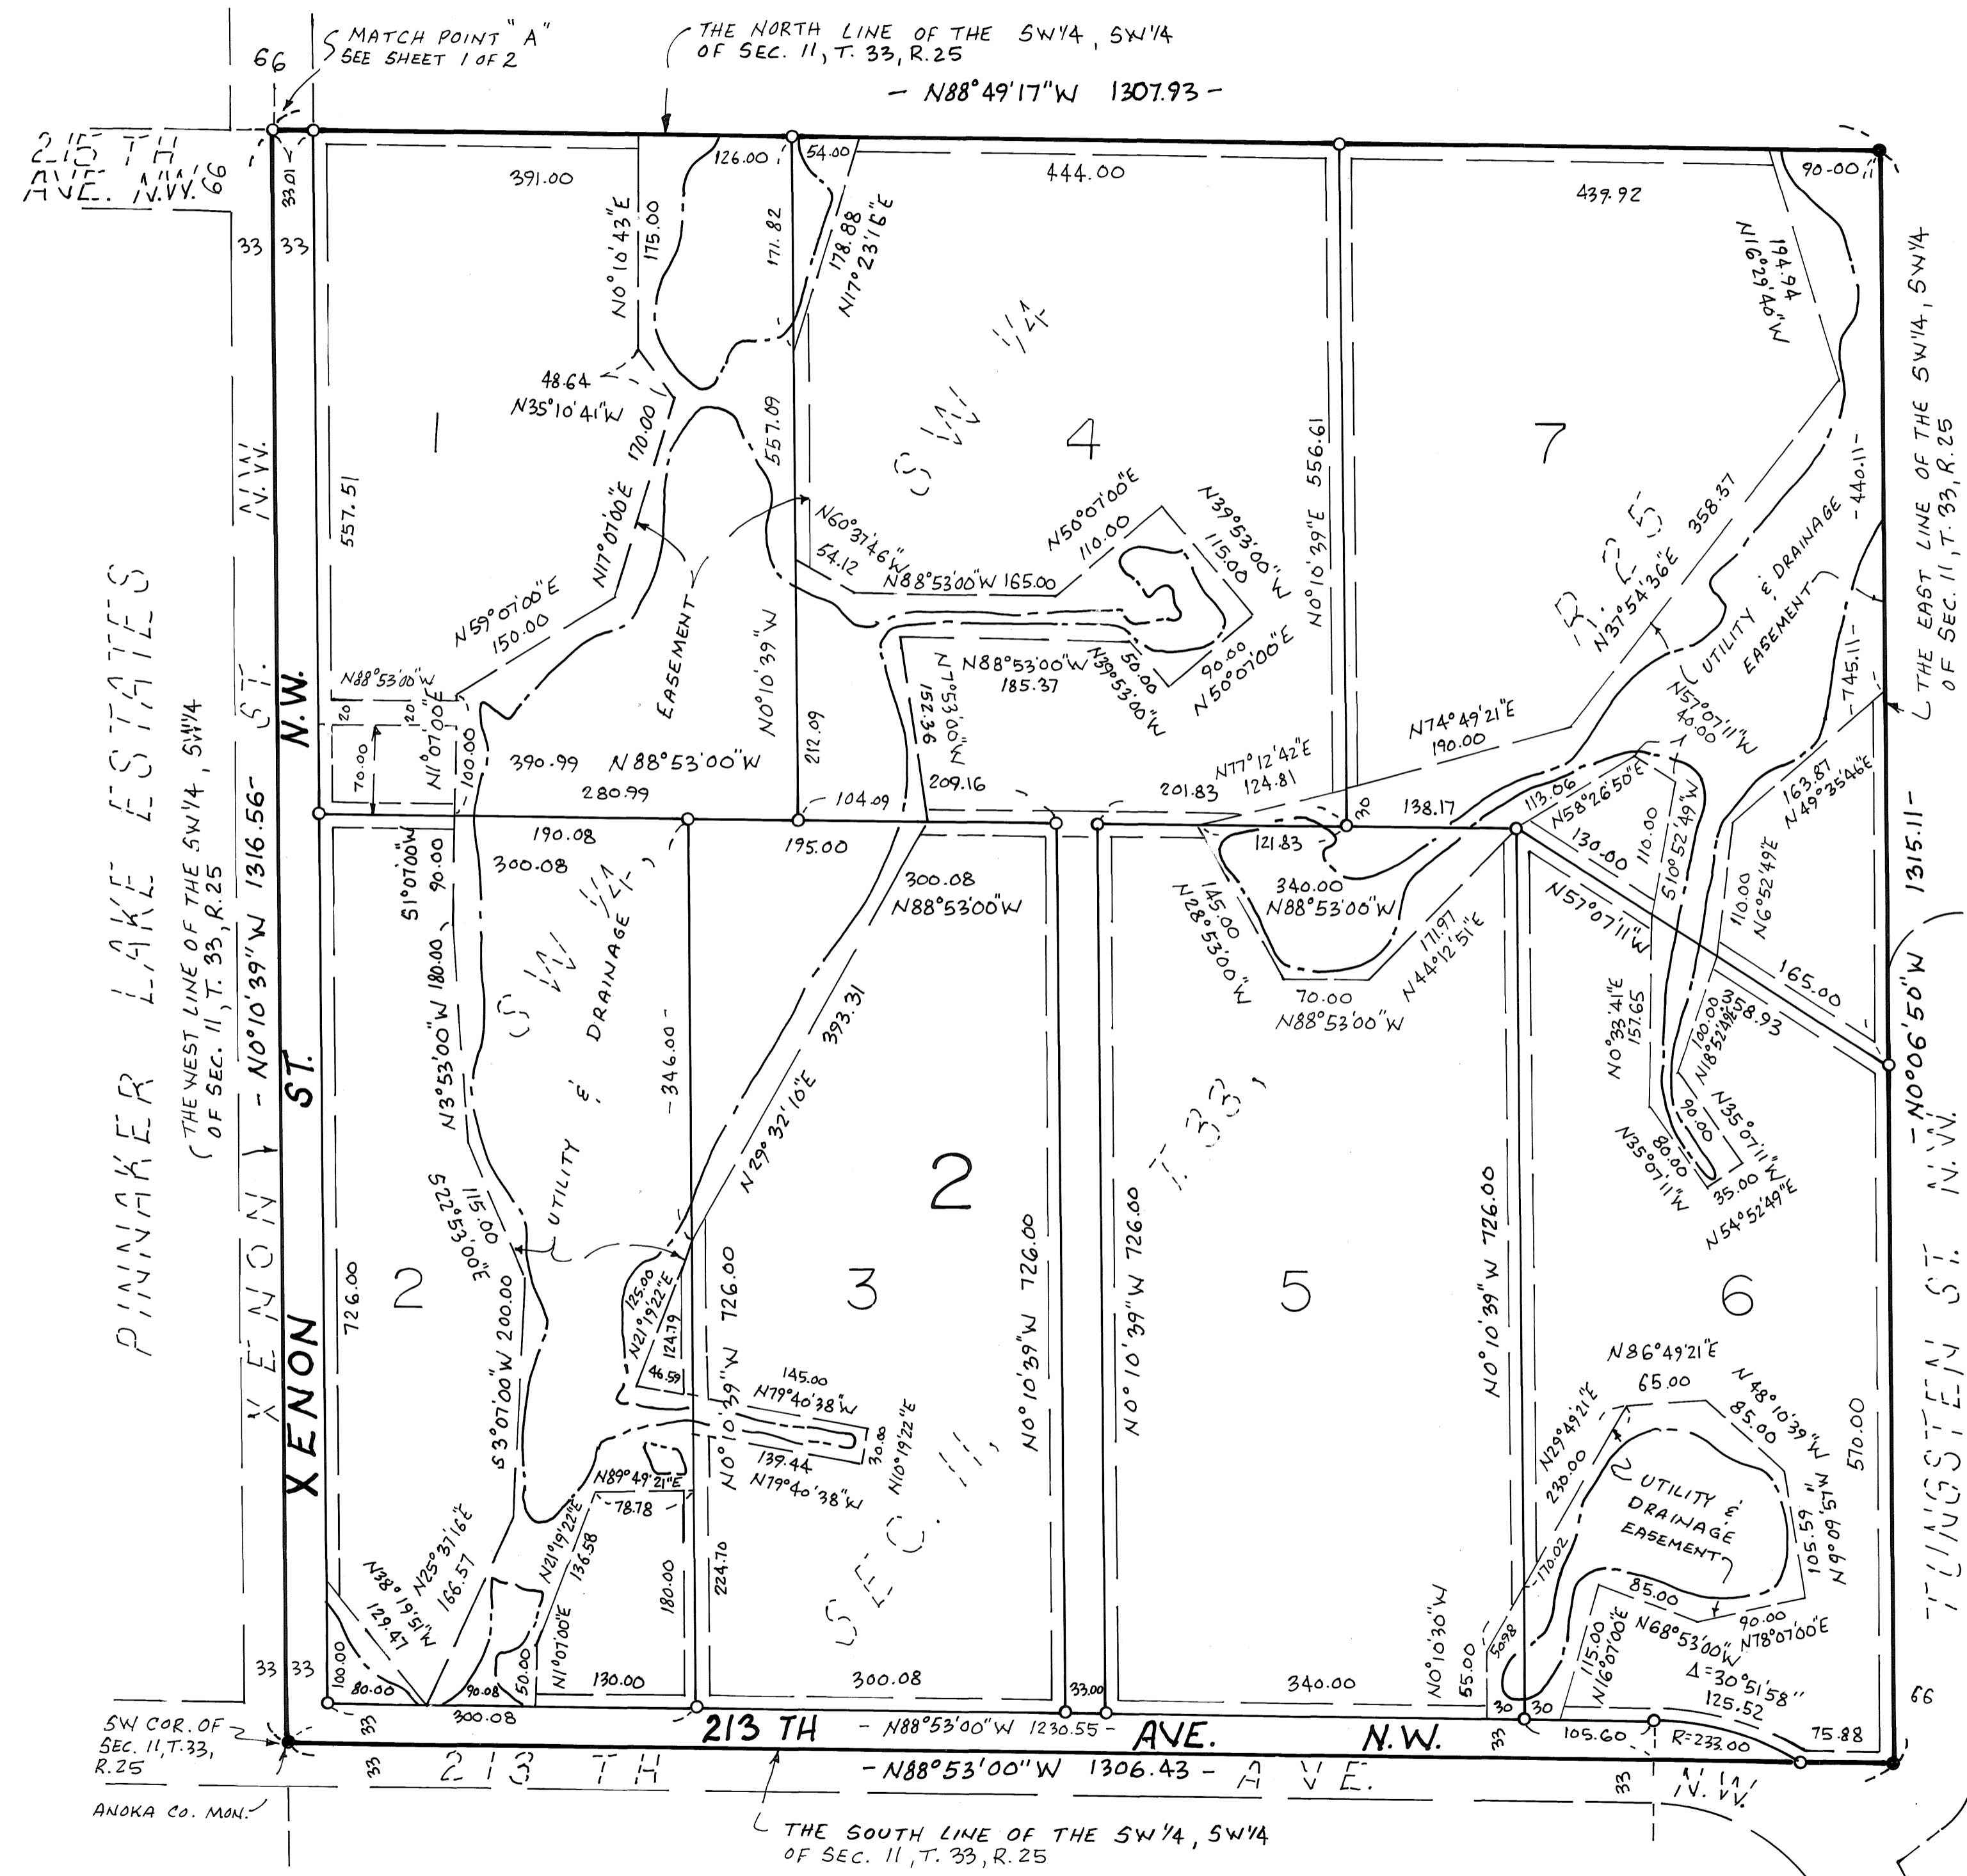 66
MATCH POINT "A"
SEE SHEET 1 OF 2
THE NORTH LINE OF THE SW¼, SW¼
OF SEC. 11, T. 33, R.25
- N88°49'17"W 1307.93 -
215 TH
AVE. N.W.
66
33.01
33
33
391.00
126.00
54.00
444.00
439.92
90.00
N0°10'43"E
175.00
171.82
178.88
N17°23'16"E
194.94
N16°29'40"W
48.64
N35°10'41"W
170.00
N17°07'00"E
557.09
1
4
7
SW ¼
556.61
N0°10'39"E
557.51
N59°07'00"E
150.00
N60°37'46"W
54.12
N88°53'00"W 165.00
N50°07'00"E
110.00
N39°53'00"W
115.00
90.00
N50°07'00"E
50.00
N39°53'00"W
N88°53'00"W
185.37
N7°53'00"W
152.36
EASEMENT
N0°10'39"W
212.09
R. 25
358.37
N37°54'36"E
UTILITY & DRAINAGE
EASEMENT
-440.11-
-745.11-
THE EAST LINE OF THE SW¼, SW¼
OF SEC. 11, T. 33, R. 25
N88°53'00"W
20
20
N1°07'00"E
100.00
70.00
390.99 N88°53'00"W
280.99
104.09
209.16
201.83
N77°12'42"E
124.81
N74°49'21"E
190.00
30
138.17
N57°07'11"W
40.00
113.06
N58°26'50"E
163.87
N49°35'46"E
130.00
110.00
S10°52'49"W
110.00
N6°52'49"E
N57°07'11"W
165.00
358.93
190.08
300.08
195.00
300.08
N88°53'00"W
121.83
340.00
N88°53'00"W
145.00
N28°53'00"W
70.00
N88°53'00"W
171.97
N44°12'51"E
S1°07'00"W
90.00
N3°53'00"W 180.00
SW SW ¼
UTILITY & DRAINAGE
-346.00-
393.31
N29°32'10"E
N0°33'41"E
157.65
100.00
N18°52'49"E
90.00
N35°07'11"W
80.00
N35°07'11"W
35.00
N54°52'49"E
PINNAKER LAKE ESTATES
THE WEST LINE OF THE SW¼, SW¼
OF SEC. 11, T. 33, R.25
XENON ST. N.W.
- N0°10'39"W 1316.56 -
XENON ST. N.W.
-N0°06'50"W 1315.11-
TUNGSTEN ST. N.W.
T. 33,
2
115.00
S22°53'00"E
2
3
5
6
726.00
S3°07'00"W 200.00
125.00
N21°19'22"E
124.79
46.59
N0°10'39"W 726.00
145.00
N79°40'38"W
30.00
N10°19'22"E
139.44
N79°40'38"W
N0°10'39"W 726.00
N0°10'39"W 726.00
N0°10'39"W 726.00
N89°49'21"E
78.78
N21°19'22"E
136.58
180.00
224.70
SEC. 11,
N86°49'21"E
65.00
N48°10'39"W
85.00
N29°49'21"E
230.00
-170.02-
UTILITY &
DRAINAGE
EASEMENT
105.59
N9°09'57"W
570.00
85.00
N68°53'00"W
90.00
N78°07'00"E
115.00
N16°07'00"E
50.98
N0°10'30"W
55.00
N25°37'16"E
166.57
N38°19'51"W
129.47
100.00
80.00
90.08
50.00
N1°07'00"E
130.00
300.08
33.00
340.00
30
30
Δ=30°51'58"
125.52
33
33
33
300.08
213 TH
- N88°53'00"W 1230.55 -
AVE. N.W.
33
105.60
R=233.00
75.88
66
SW COR. OF
SEC. 11, T.33,
R.25
33
213 TH
- N88°53'00"W 1306.43 -
AVE.
33
N.W.
ANOKA CO. MON.
THE SOUTH LINE OF THE SW¼, SW¼
OF SEC. 11, T. 33, R. 25